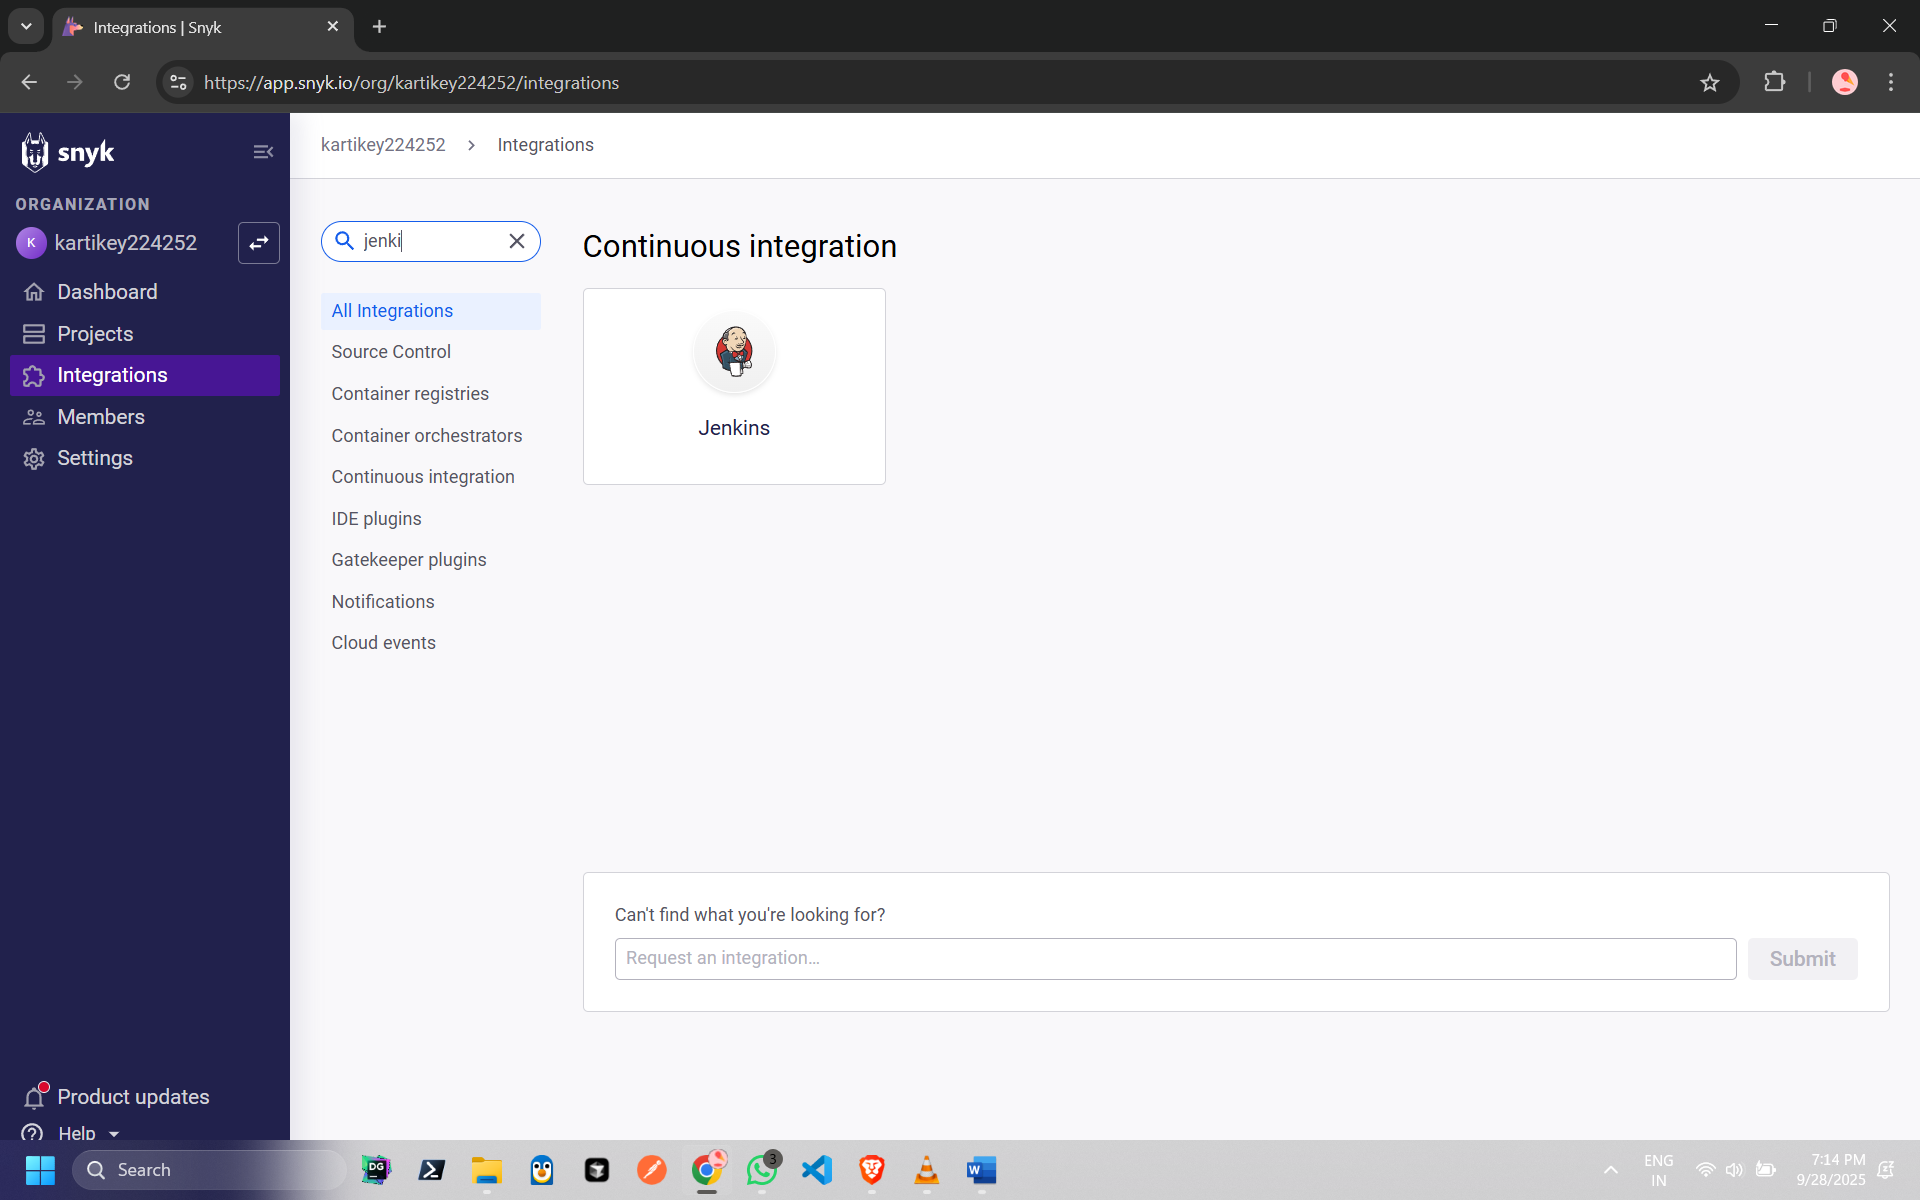 Integrations | Snyk
https://app.snyk.io/org/kartikey224252/integrations
snyk
ORGANIZATION
K
kartikey224252
Dashboard
Projects
Integrations
Members
Settings
Product updates
Help
kartikey224252
Integrations
jenki
All Integrations
Source Control
Container registries
Container orchestrators
Continuous integration
IDE plugins
Gatekeeper plugins
Notifications
Cloud events
Continuous integration
Jenkins
Can't find what you're looking for?
Request an integration...
Submit
Search
DG
3
W
ENG
IN
7:14 PM
9/28/2025